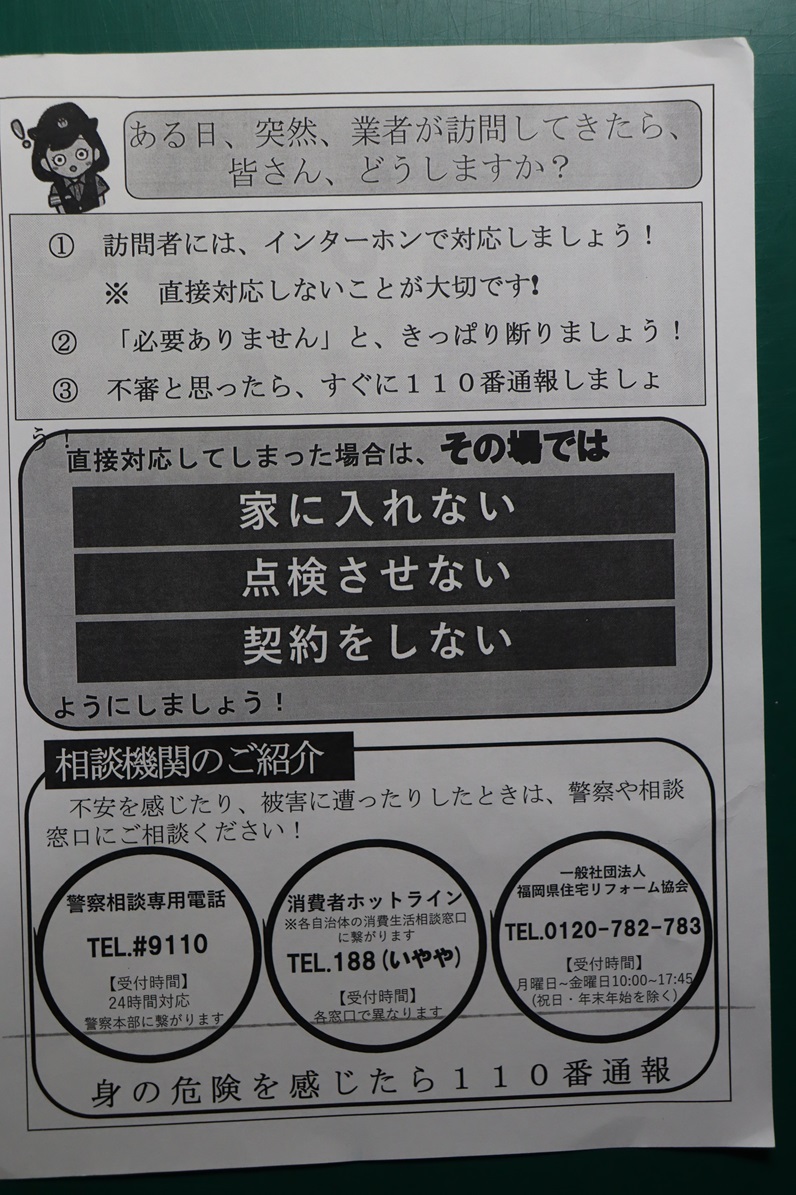 ある日、突然、業者が訪問してきたら、
皆さん、どうしますか？
① 訪問者には、インターホンで対応しましょう！
※ 直接対応しないことが大切です!
② 「必要ありません」と、きっぱり断りましょう！
③ 不審と思ったら、すぐに１１０番通報しましょ
う！
直接対応してしまった場合は、その場では
家に入れない
点検させない
契約をしない
ようにしましょう！
相談機関のご紹介
不安を感じたり、被害に遭ったりしたときは、警察や相談
窓口にご相談ください！
警察相談専用電話
TEL.#9110
【受付時間】
24時間対応
警察本部に繋がります
消費者ホットライン
※各自治体の消費生活相談窓口
に繋がります
TEL.188（いやや）
【受付時間】
各窓口で異なります
一般社団法人
福岡県住宅リフォーム協会
TEL.0120-782-783
【受付時間】
月曜日~金曜日10:00~17:45
（祝日・年末年始を除く）
身の危険を感じたら１１０番通報